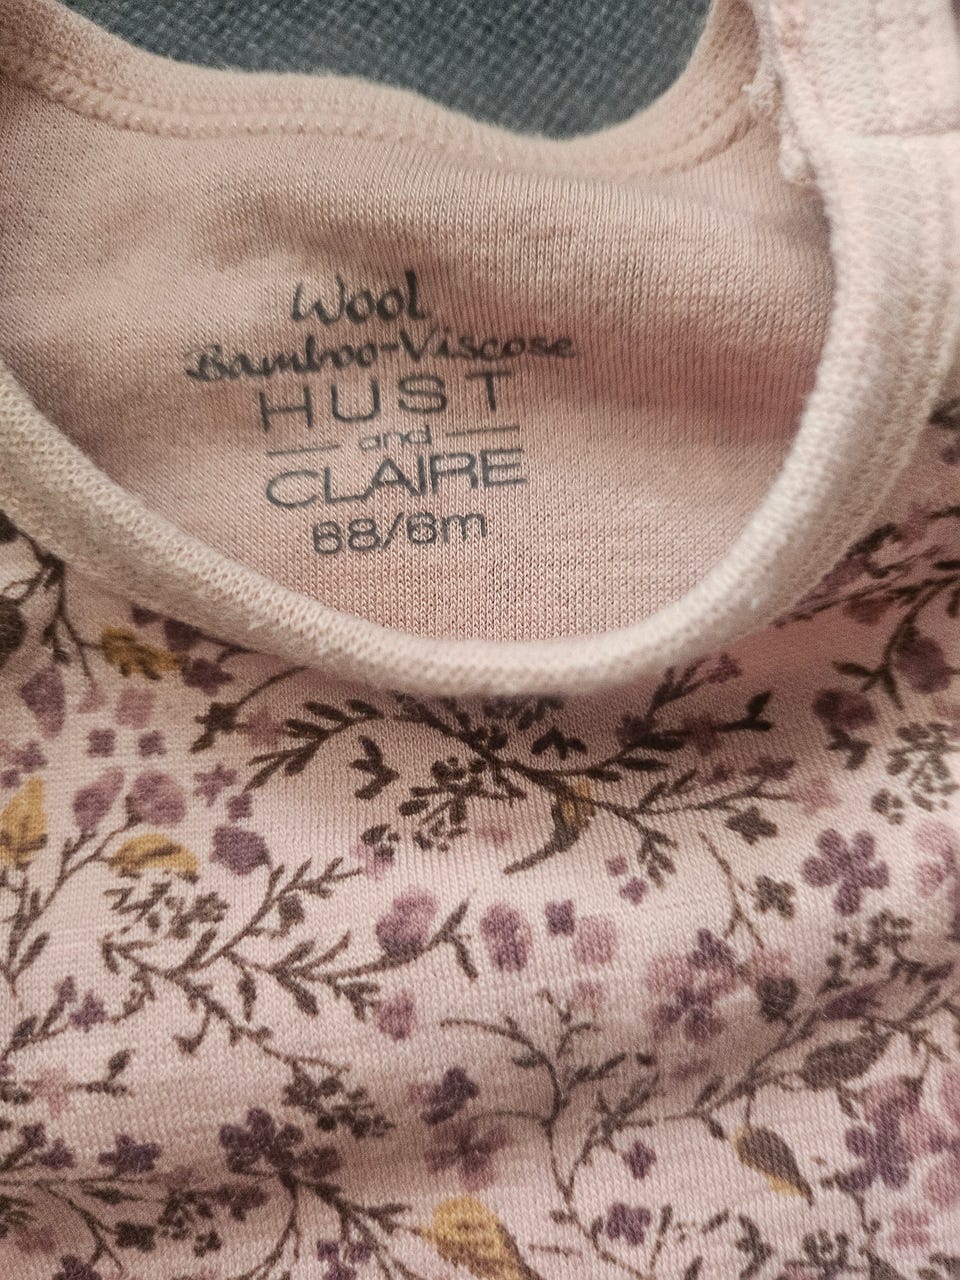 Wool
Bamboo-Viscose
HUST
and
CLAIRE
68/6m